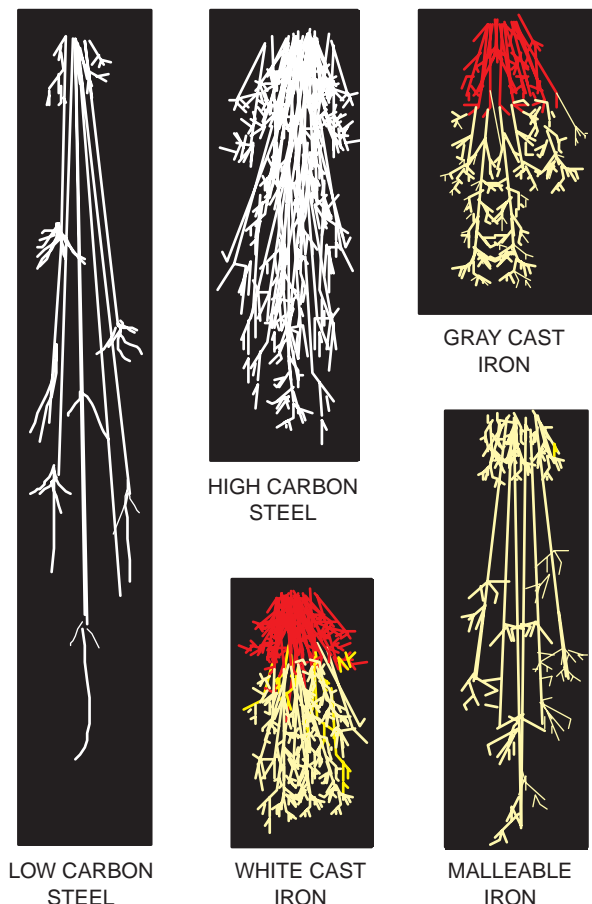 GRAY CAST
IRON
HIGH CARBON
STEEL
LOW CARBON
STEEL
WHITE CAST
IRON
MALLEABLE
IRON